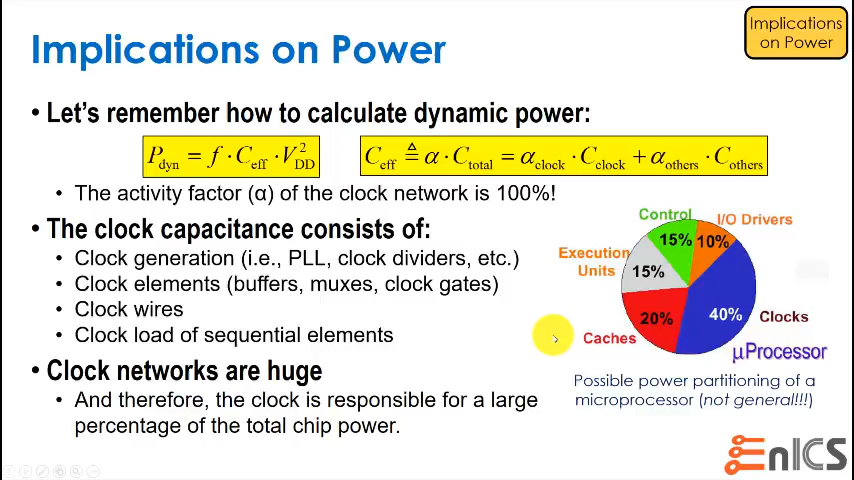 Implications on Power
Implications
on Power
• Let's remember how to calculate dynamic power:
P_dyn = f · C_eff · V_DD^2
C_eff ≜ α · C_total = α_clock · C_clock + α_others · C_others
• The activity factor (α) of the clock network is 100%!
• The clock capacitance consists of:
• Clock generation (i.e., PLL, clock dividers, etc.)
• Clock elements (buffers, muxes, clock gates)
• Clock wires
• Clock load of sequential elements
• Clock networks are huge
• And therefore, the clock is responsible for a large
percentage of the total chip power.
Control
I/O Drivers
15%
10%
Execution
Units
15%
40%
Clocks
20%
Caches
μProcessor
Possible power partitioning of a
microprocessor (not general!!!)
EnICS